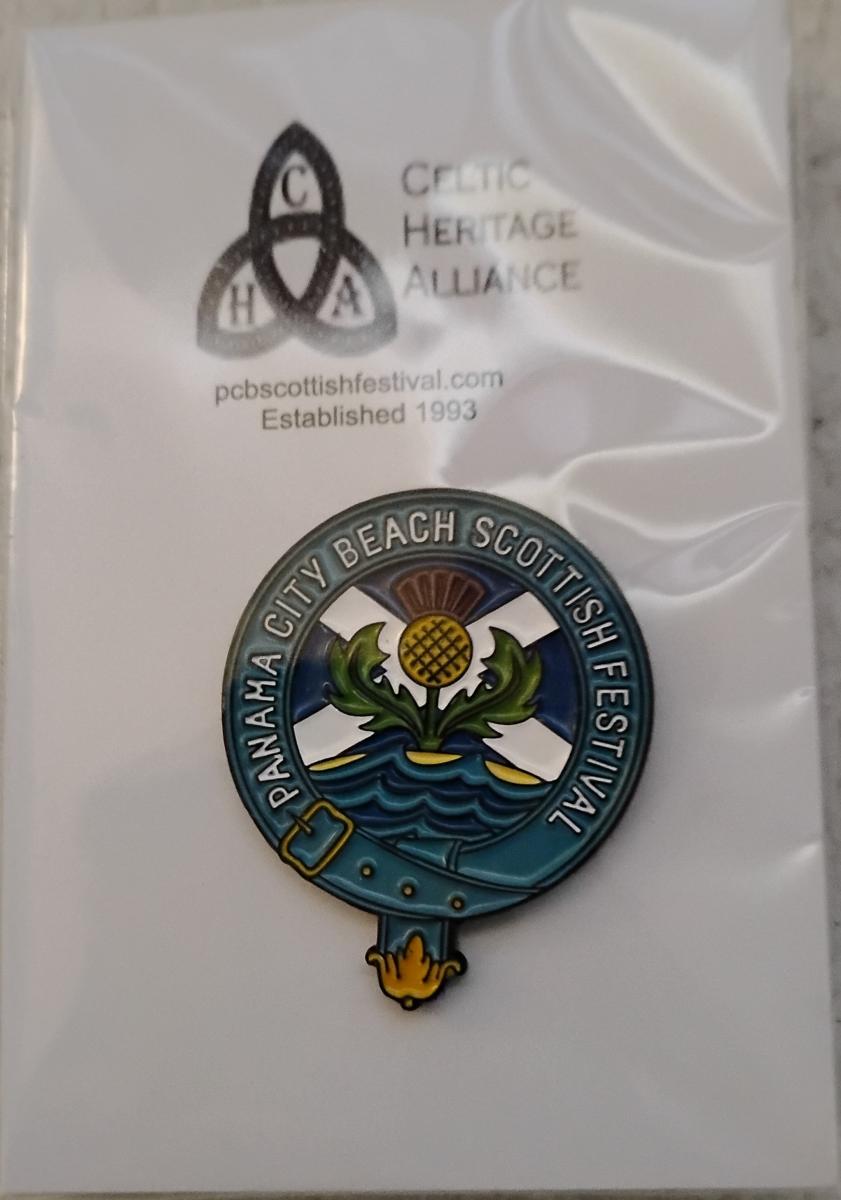 C
H A
CELTIC
HERITAGE
ALLIANCE
pcbscottishfestival.com
Established 1993
PANAMA CITY BEACH SCOTTISH FESTIVAL